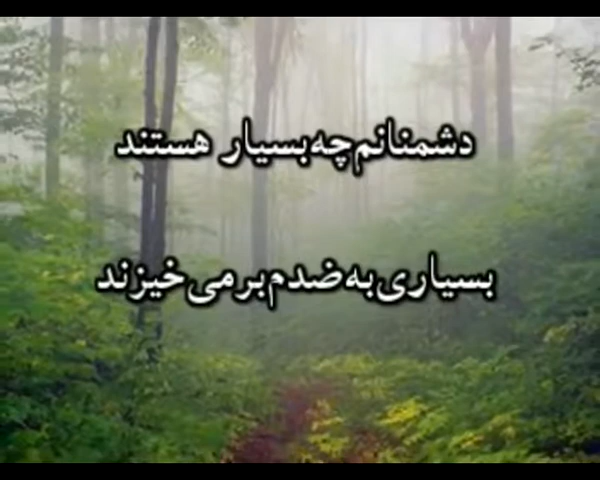 دشمنانم چه بسیار هستند
بسیاری به ضدم بر می خیزند